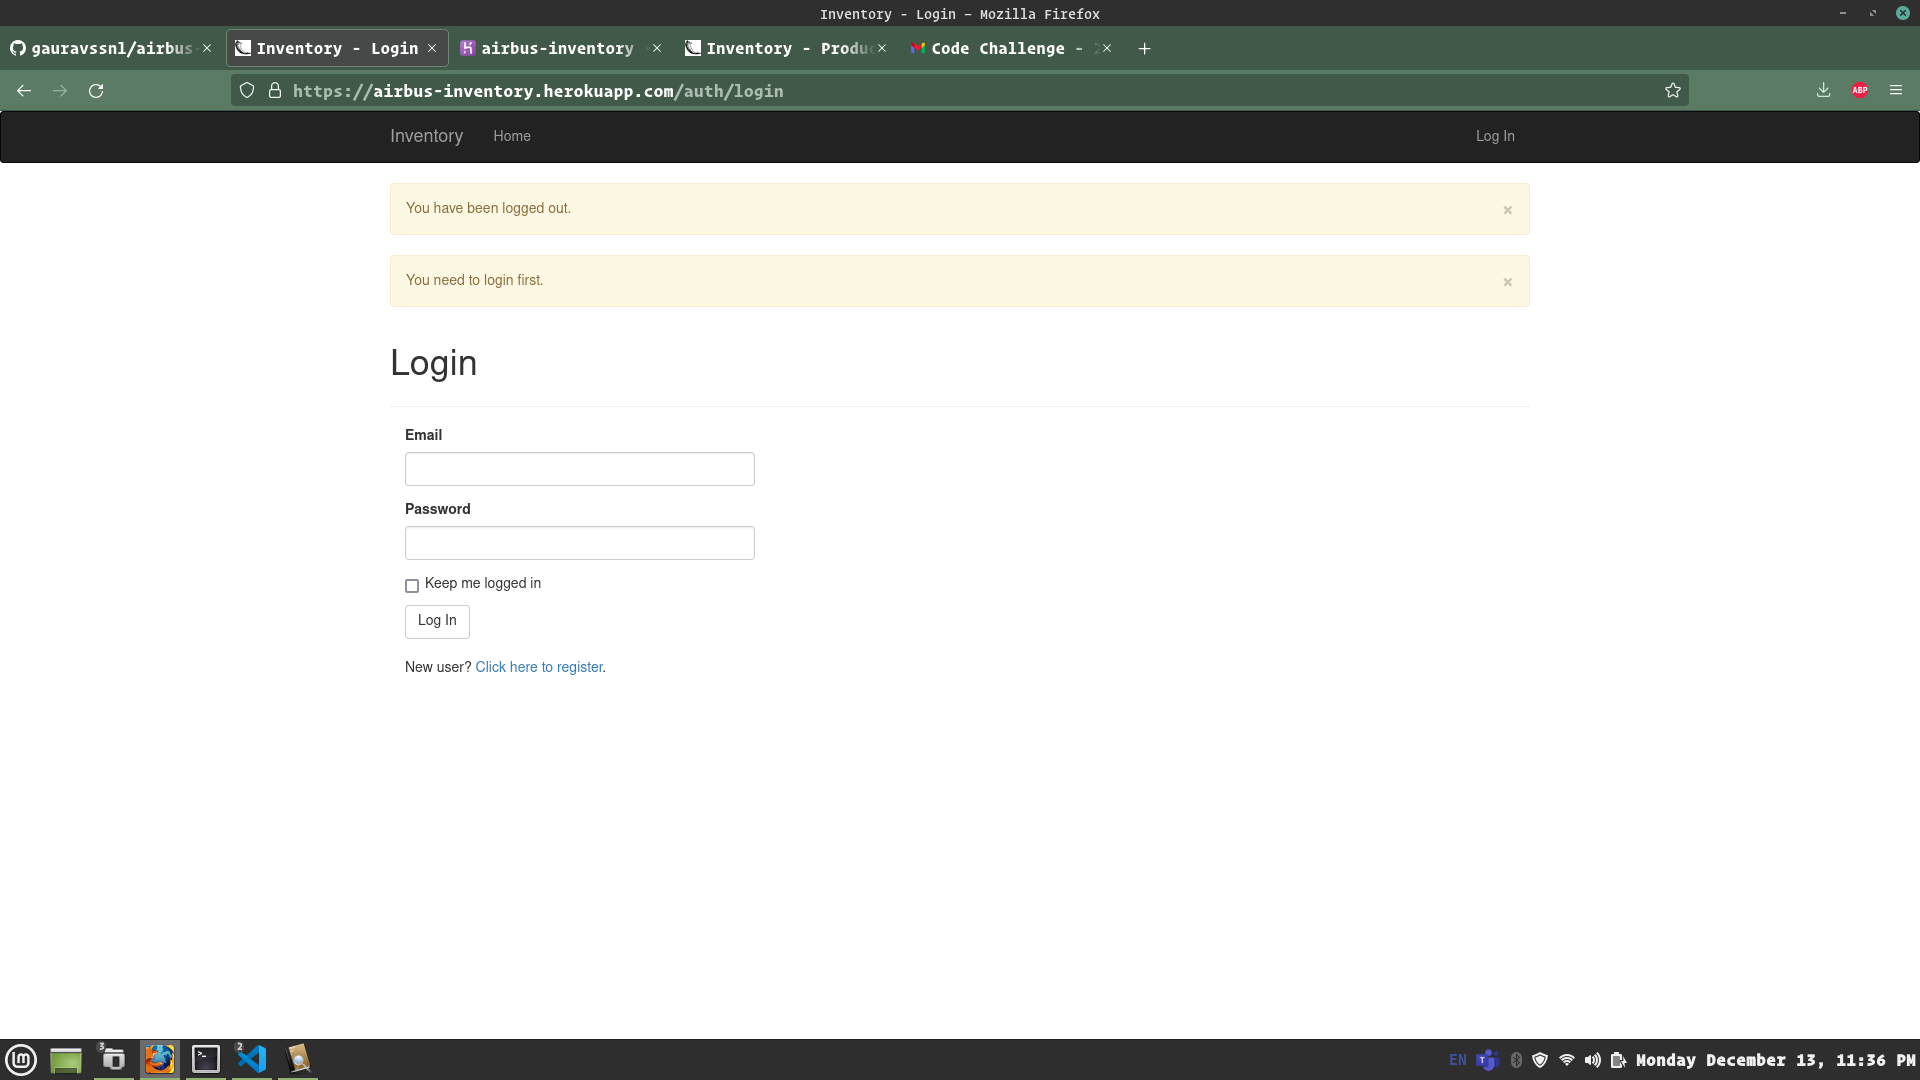 Inventory - Login — Mozilla Firefox
gauravssnl/airbus-
Inventory - Login
airbus-inventory
Inventory - Produ
Code Challenge -
https://airbus-inventory.herokuapp.com/auth/login
ABP
Inventory
Home
Log In
You have been logged out.
×
You need to login first.
×
Login
Email
Password
Keep me logged in
Log In
New user? Click here to register.
3
2
EN
Monday December 13, 11:36 PM